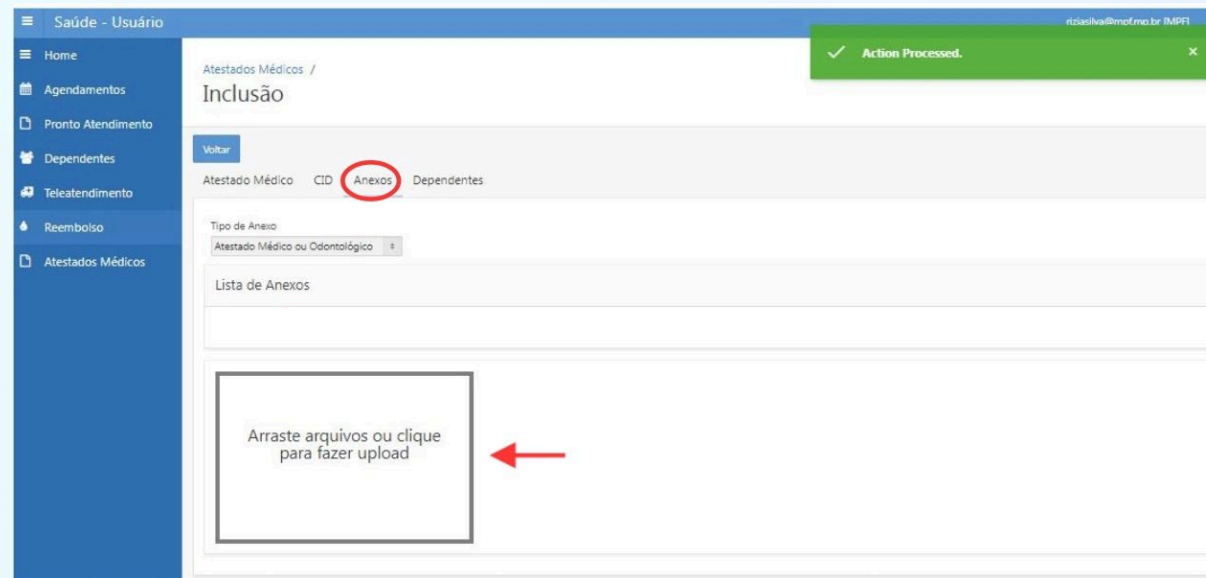 Saúde - Usuário
riziasilva@mpf.mp.br [MPF]
Action Processed.
Home
Agendamentos
Pronto Atendimento
Dependentes
Teleatendimento
Reembolso
Atestados Médicos
Atestados Médicos /
Inclusão
Voltar
Atestado Médico CID Anexos Dependentes
Tipo de Anexo
Atestado Médico ou Odontológico
Lista de Anexos
Arraste arquivos ou clique
para fazer upload